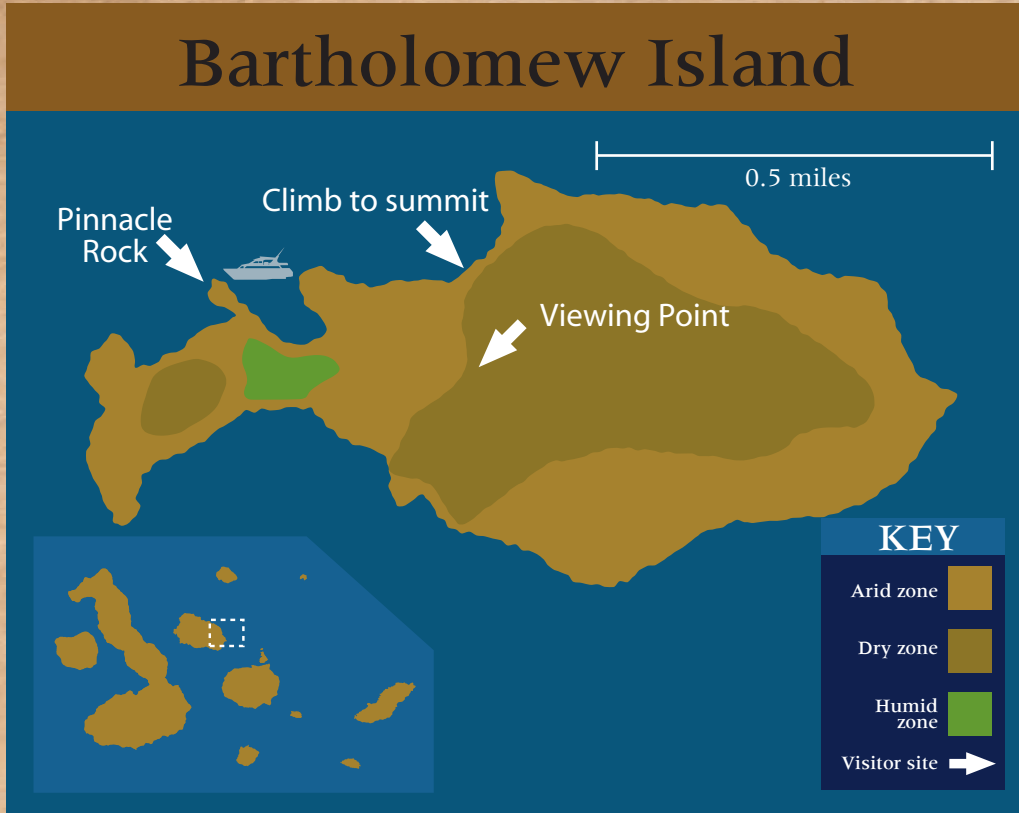 Bartholomew Island
0.5 miles
Climb to summit
Pinnacle
Rock
Viewing Point
KEY
Arid zone
Dry zone
Humid
zone
Visitor site